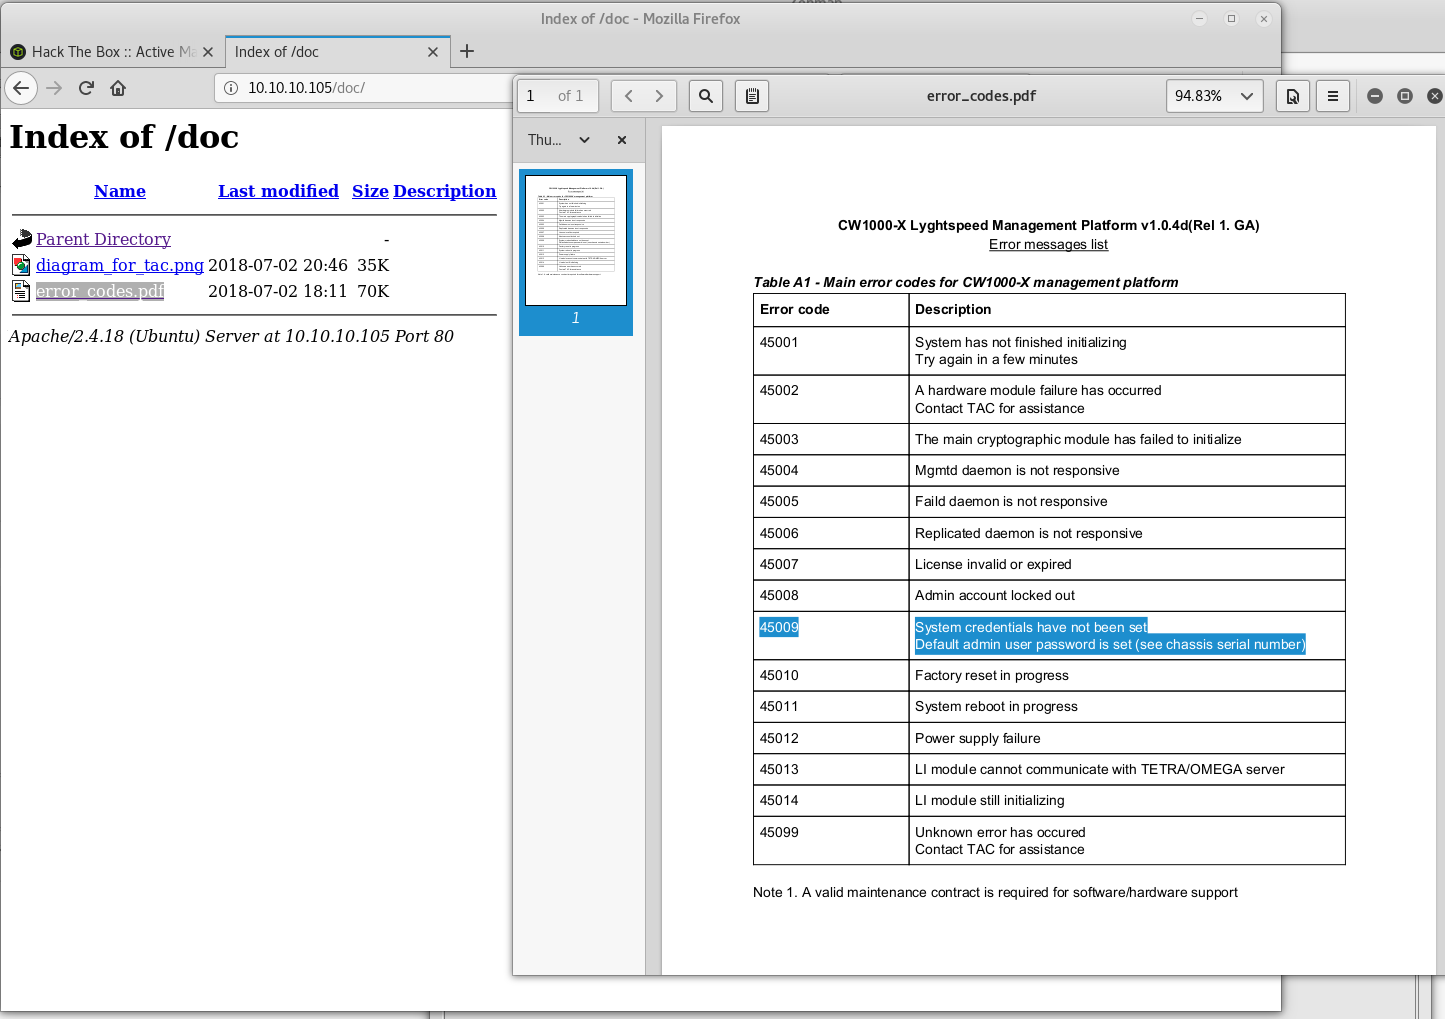 Index of /doc - Mozilla Firefox
Hack The Box :: Active Ma
Index of /doc
10.10.10.105/doc/
Index of /doc
Name Last modified Size Description
Parent Directory -
diagram_for_tac.png 2018-07-02 20:46 35K
error_codes.pdf 2018-07-02 18:11 70K
Apache/2.4.18 (Ubuntu) Server at 10.10.10.105 Port 80
1 of 1
error_codes.pdf
94.83%
Thu...
1
CW1000-X Lyghtspeed Management Platform v1.0.4d(Rel 1. GA)
Error messages list
Table A1 - Main error codes for CW1000-X management platform
Error code Description
45001 System has not finished initializing
Try again in a few minutes
45002 A hardware module failure has occurred
Contact TAC for assistance
45003 The main cryptographic module has failed to initialize
45004 Mgmtd daemon is not responsive
45005 Faild daemon is not responsive
45006 Replicated daemon is not responsive
45007 License invalid or expired
45008 Admin account locked out
45009 System credentials have not been set
Default admin user password is set (see chassis serial number)
45010 Factory reset in progress
45011 System reboot in progress
45012 Power supply failure
45013 LI module cannot communicate with TETRA/OMEGA server
45014 LI module still initializing
45099 Unknown error has occured
Contact TAC for assistance
Note 1. A valid maintenance contract is required for software/hardware support